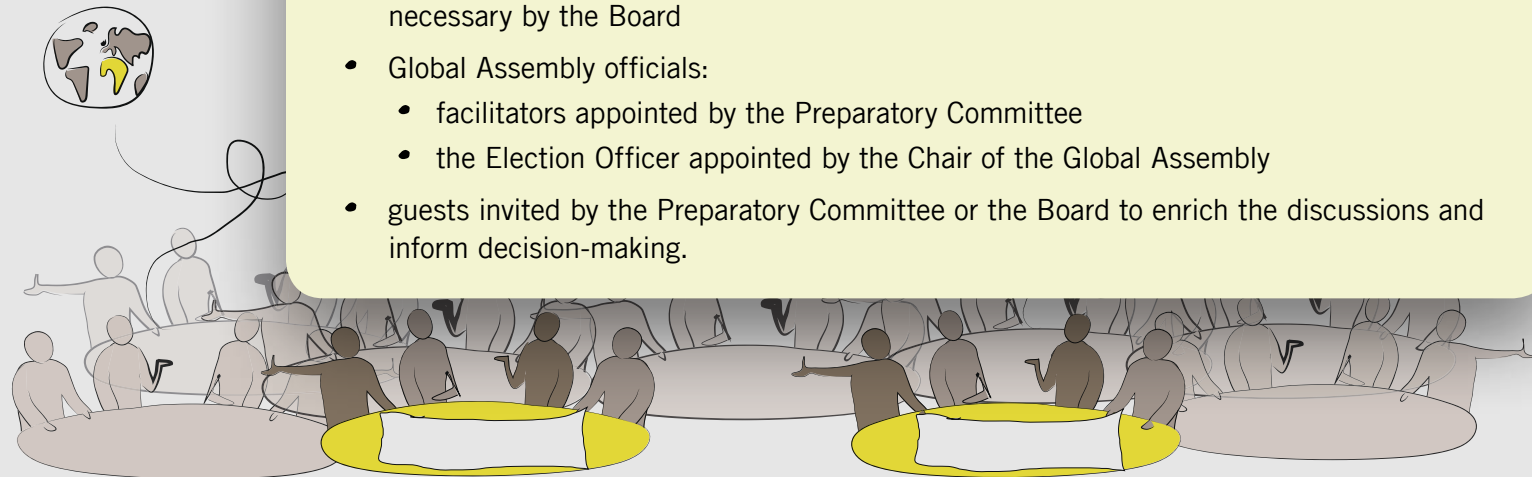 necessary by the Board
• Global Assembly officials:
• facilitators appointed by the Preparatory Committee
• the Election Officer appointed by the Chair of the Global Assembly
• guests invited by the Preparatory Committee or the Board to enrich the discussions and
inform decision-making.